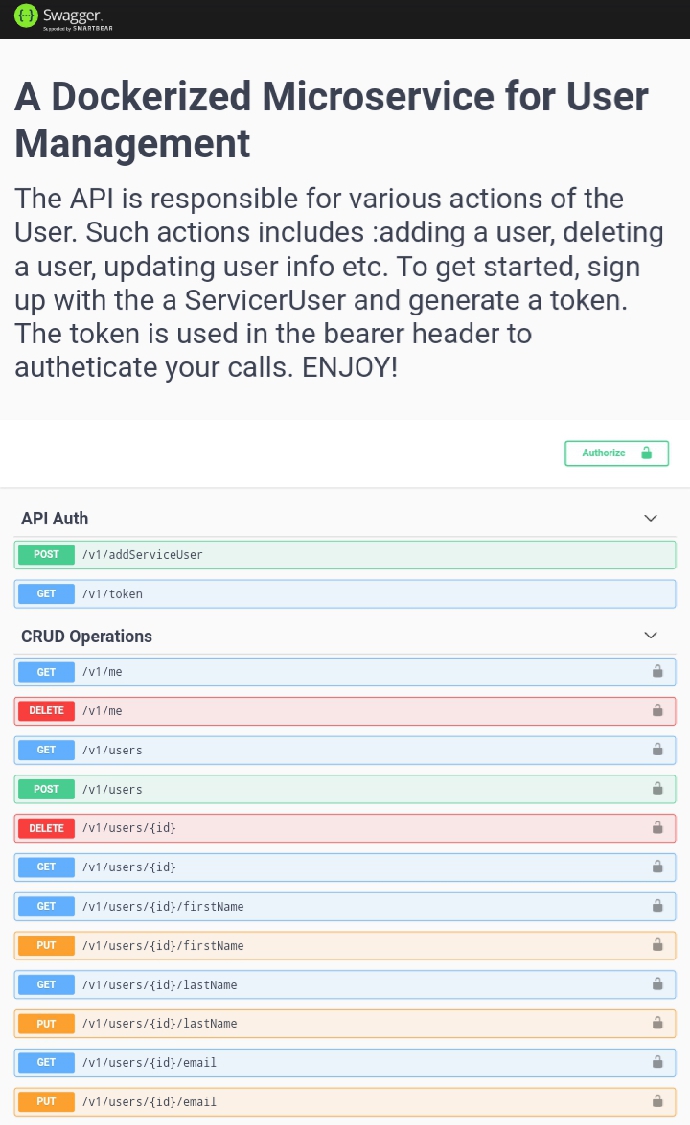 Swagger.
Supported by SMARTBEAR
A Dockerized Microservice for User
Management
The API is responsible for various actions of the
User. Such actions includes :adding a user, deleting
a user, updating user info etc. To get started, sign
up with the a ServicerUser and generate a token.
The token is used in the bearer header to
autheticate your calls. ENJOY!
Authorize
API Auth
POST /v1/addServiceUser
GET /v1/token
CRUD Operations
GET /v1/me
DELETE /v1/me
GET /v1/users
POST /v1/users
DELETE /v1/users/{id}
GET /v1/users/{id}
GET /v1/users/{id}/firstName
PUT /v1/users/{id}/firstName
GET /v1/users/{id}/lastName
PUT /v1/users/{id}/lastName
GET /v1/users/{id}/email
PUT /v1/users/{id}/email